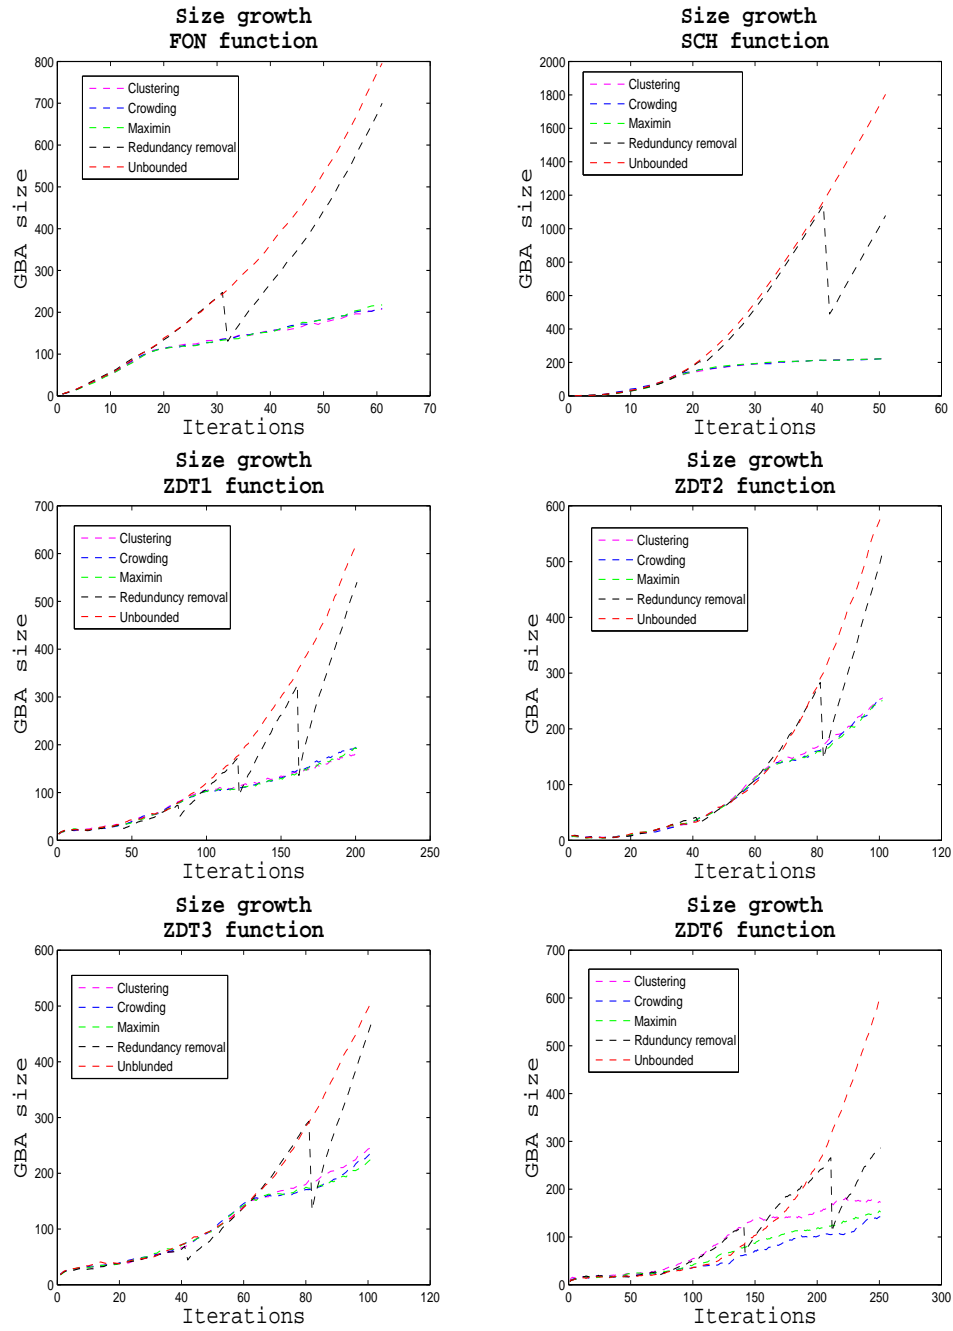 Size growth
FON function
800
700
600
500
400
300
200
100
0
GBA size
Clustering
Crowding
Maximin
Redundancy removal
Unbounded
0 10 20 30 40 50 60 70
Iterations
Size growth
SCH function
2000
1800
1600
1400
1200
1000
800
600
400
200
0
GBA size
Clustering
Crowding
Maximin
Redundancy removal
Unbounded
0 10 20 30 40 50 60
Iterations
Size growth
ZDT1 function
700
600
500
400
300
200
100
0
GBA size
Clustering
Crowding
Maximin
Redunduncy removal
Unbounded
0 50 100 150 200 250
Iterations
Size growth
ZDT2 function
600
500
400
300
200
100
0
GBA size
Clustering
Crowding
Maximin
Redunduncy removal
Unbounded
0 20 40 60 80 100 120
Iterations
Size growth
ZDT3 function
600
500
400
300
200
100
0
GBA size
Clustering
Crowding
Maximin
Redundancy removal
Unblunded
0 20 40 60 80 100 120
Iterations
Size growth
ZDT6 function
700
600
500
400
300
200
100
0
GBA size
Clustering
Crowding
Maximin
Rdunduncy removal
Unbounded
0 50 100 150 200 250 300
Iterations